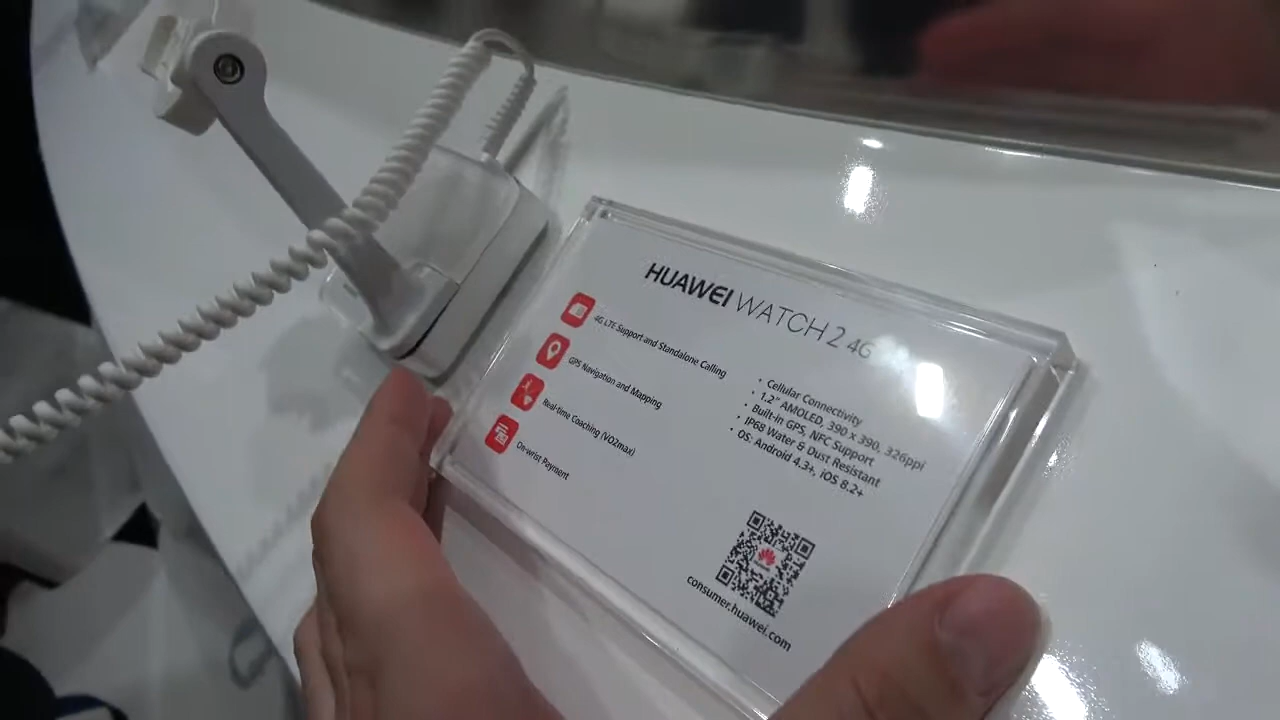 HUAWEI WATCH 2 4G
4G LTE Support and Standalone Calling
GPS Navigation and Mapping
Real-time Coaching (VO2max)
On-wrist Payment
• Cellular Connectivity
• 1.2" AMOLED, 390 x 390, 326ppi
• Built-in GPS, NFC Support
• IP68 Water & Dust Resistant
• OS: Android 4.3+, iOS 8.2+
consumer.huawei.com